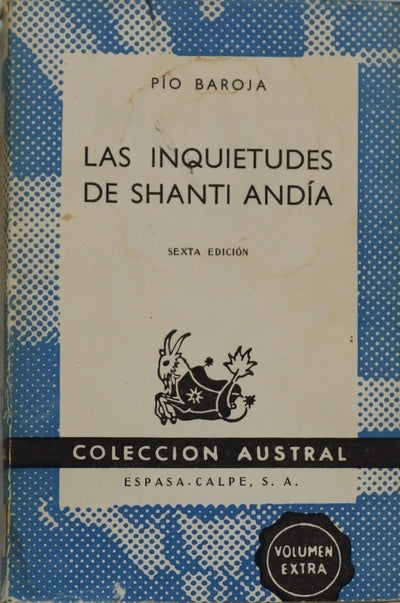 PÍO BAROJA
LAS INQUIETUDES
DE SHANTI ANDÍA
SEXTA EDICIÓN
COLECCION AUSTRAL
ESPASA-CALPE, S. A.
VOLUMEN
EXTRA